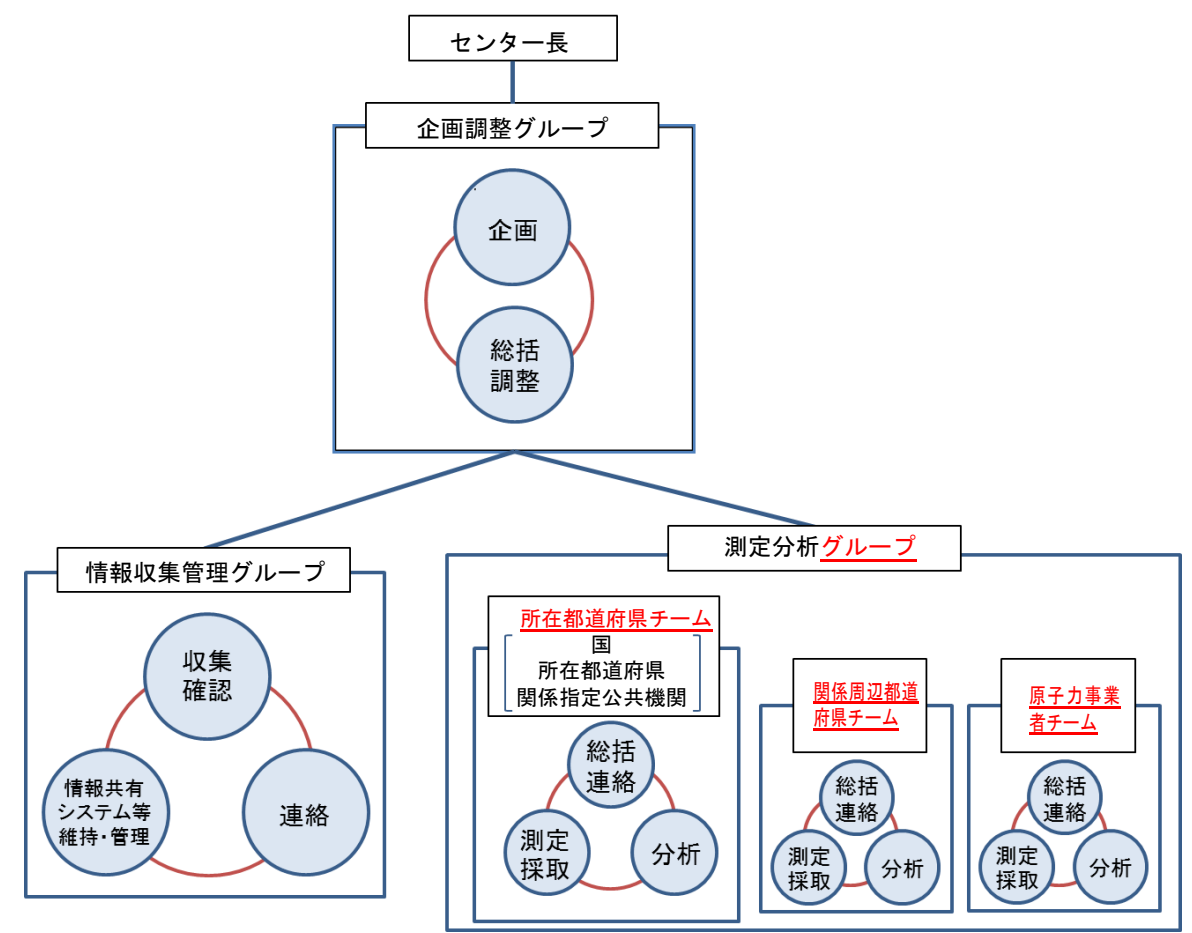 センター長
企画調整グループ
企画
総括
調整
情報収集管理グループ
収集
確認
情報共有
システム等
維持・管理
連絡
測定分析グループ
所在都道府県チーム
国
所在都道府県
関係指定公共機関
総括
連絡
測定
採取
分析
関係周辺都道
府県チーム
総括
連絡
測定
採取
分析
原子力事業
者チーム
総括
連絡
測定
採取
分析